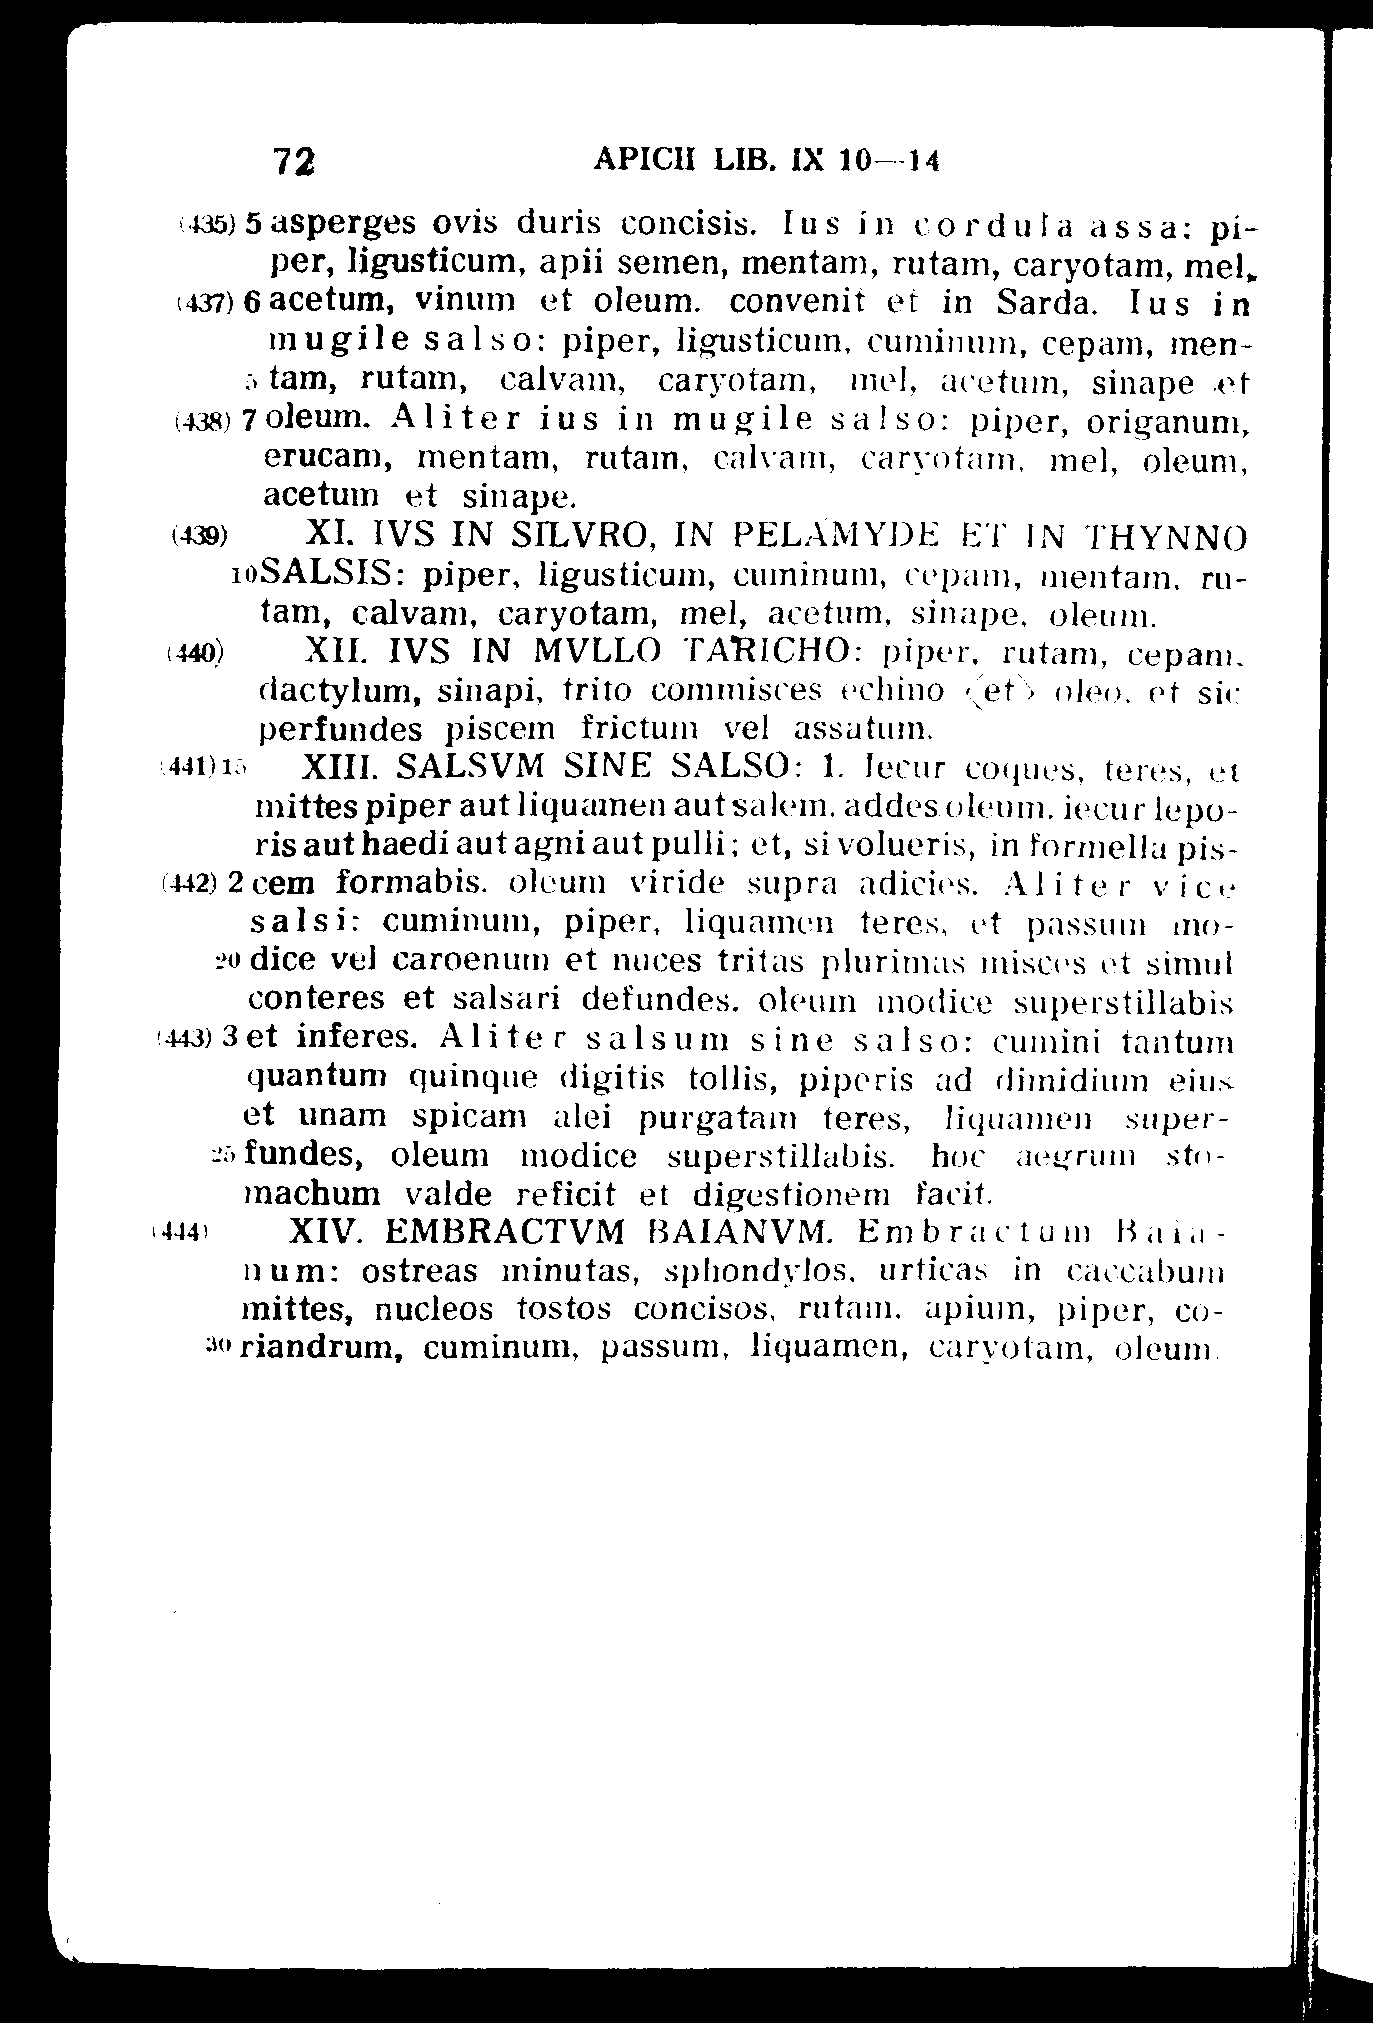 72 APICII LIB. IX 10—14
(435) 5 asperges ovis duris concisis. Ius in cordula assa: pi-
per, ligusticum, apii semen, mentam, rutam, caryotam, mel,
(437) 6 acetum, vinum et oleum. convenit et in Sarda. Ius in
mugile salso: piper, ligusticum, cuminum, cepam, men-
5 tam, rutam, calvam, caryotam, mel, acetum, sinape et
(438) 7 oleum. Aliter ius in mugile salso: piper, origanum,
erucam, mentam, rutam, calvam, caryotam, mel, oleum,
acetum et sinape.
(439) XI. IVS IN SILVRO, IN PELAMYDE ET IN THYNNO
10 SALSIS: piper, ligusticum, cuminum, cepam, mentam, ru-
tam, calvam, caryotam, mel, acetum, sinape, oleum.
(440) XII. IVS IN MVLLO TARICHO: piper, rutam, cepam,
dactylum, sinapi, trito commisces echino ⟨et⟩ oleo, et sic
perfundes piscem frictum vel assatum.
(441) 15 XIII. SALSVM SINE SALSO: 1. Iecur coques, teres, et
mittes piper aut liquamen aut salem. addes oleum. iecur lepo-
ris aut haedi aut agni aut pulli; et, si volueris, in formella pis-
(442) 2 cem formabis. oleum viride supra adicies. Aliter vice
salsi: cuminum, piper, liquamen teres, et passum mo-
20 dice vel caroenum et nuces tritas plurimas misces et simul
conteres et salsari defundes. oleum modice superstillabis
(443) 3 et inferes. Aliter salsum sine salso: cumini tantum
quantum quinque digitis tollis, piperis ad dimidium eius
et unam spicam alei purgatam teres, liquamen super-
25 fundes, oleum modice superstillabis. hoc aegrum sto-
machum valde reficit et digestionem facit.
(444) XIV. EMBRACTVM BAIANVM. Embractum Baia-
num: ostreas minutas, sphondylos, urticas in caccabum
mittes, nucleos tostos concisos, rutam, apium, piper, co-
30 riandrum, cuminum, passum, liquamen, caryotam, oleum.